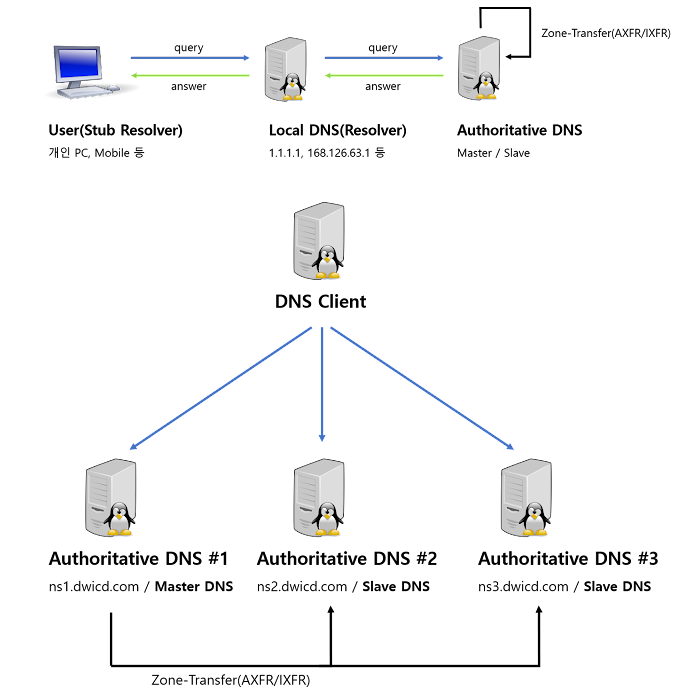 Zone-Transfer(AXFR/IXFR)
query
query
answer
answer
User(Stub Resolver)
Local DNS(Resolver)
Authoritative DNS
개인 PC, Mobile 등
1.1.1.1, 168.126.63.1 등
Master / Slave
DNS Client
Authoritative DNS #1
Authoritative DNS #2
Authoritative DNS #3
ns1.dwicd.com / Master DNS
ns2.dwicd.com / Slave DNS
ns3.dwicd.com / Slave DNS
Zone-Transfer(AXFR/IXFR)